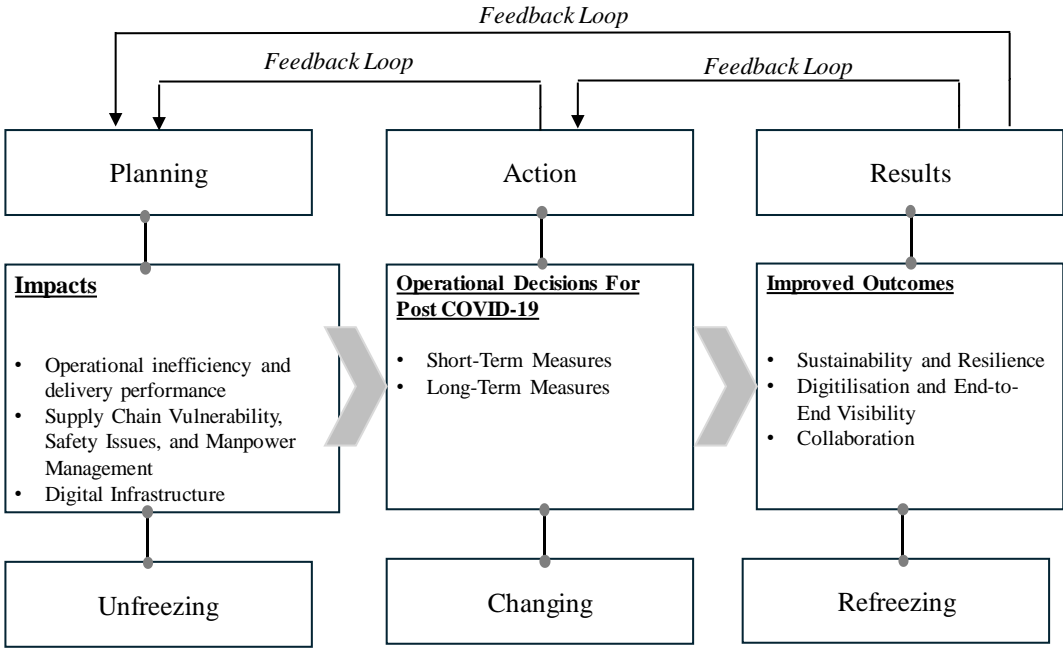 Feedback Loop
Feedback Loop
Feedback Loop
Planning
Action
Results
Impacts
• Operational inefficiency and
delivery performance
• Supply Chain Vulnerability,
Safety Issues, and Manpower
Management
• Digital Infrastructure
Operational Decisions For
Post COVID-19
• Short-Term Measures
• Long-Term Measures
Improved Outcomes
• Sustainability and Resilience
• Digitilisation and End-to-
End Visibility
• Collaboration
Unfreezing
Changing
Refreezing